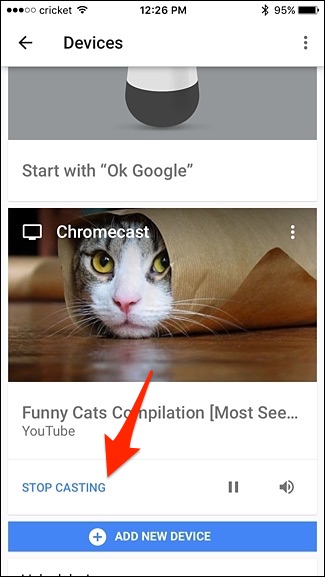 cricket 12:26 PM 95%
Devices
Start with “Ok Google”
Chromecast
Funny Cats Compilation [Most See...
YouTube
STOP CASTING
ADD NEW DEVICE